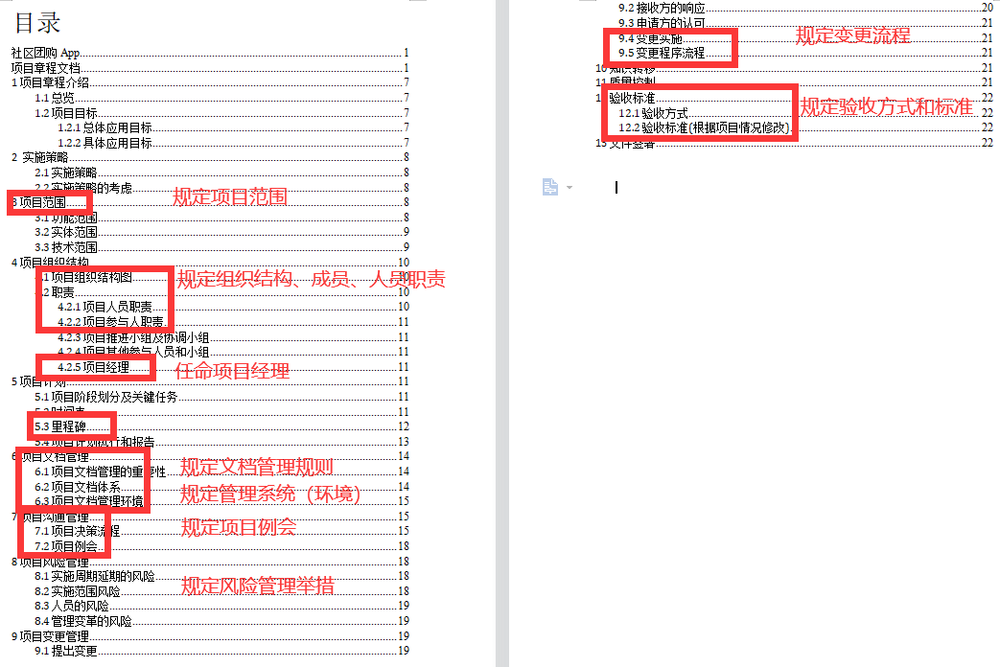 目录
社区团购 App 1
项目章程文档 1
1 项目章程介绍 7
1.1 总览 7
1.2 项目目标 7
1.2.1 总体应用目标 7
1.2.2 具体应用目标 7
2 实施策略 8
2.1 实施策略 8
2.2 实施策略的考虑 8
3 项目范围 8
规定项目范围
3.1 功能范围 8
3.2 实体范围 9
3.3 技术范围 9
4 项目组织结构 10
4.1 项目组织结构图 10
规定组织结构、成员、人员职责
4.2 职责 10
4.2.1 项目人员职责 10
4.2.2 项目参与人职责 11
4.2.3 项目推进小组及协调小组 11
4.2.4 项目其他参与人员和小组 11
4.2.5 项目经理 11
任命项目经理
5 项目计划 11
5.1 项目阶段划分及关键任务 11
5.2 时间表 11
5.3 里程碑 12
5.4 项目计划执行和报告 13
6 项目文档管理 14
6.1 项目文档管理的重要性 14
规定文档管理规则
6.2 项目文档体系 14
规定管理系统（环境）
6.3 项目文档管理环境 15
7 项目沟通管理 15
7.1 项目决策流程 15
规定项目例会
7.2 项目例会 18
8 项目风险管理 18
8.1 实施周期延期的风险 18
规定风险管理举措
8.2 实施范围风险 18
8.3 人员的风险 19
8.4 管理变革的风险 19
9 项目变更管理 19
9.1 提出变更 19
9.2 接收方的响应 20
9.3 申请方的认可 21
9.4 变更实施 21
规定变更流程
9.5 变更程序流程 21
10 知识转移 21
11 质量控制 21
验收标准 22
12.1 验收方式 22
规定验收方式和标准
12.2 验收标准(根据项目情况修改) 22
文件签署 22